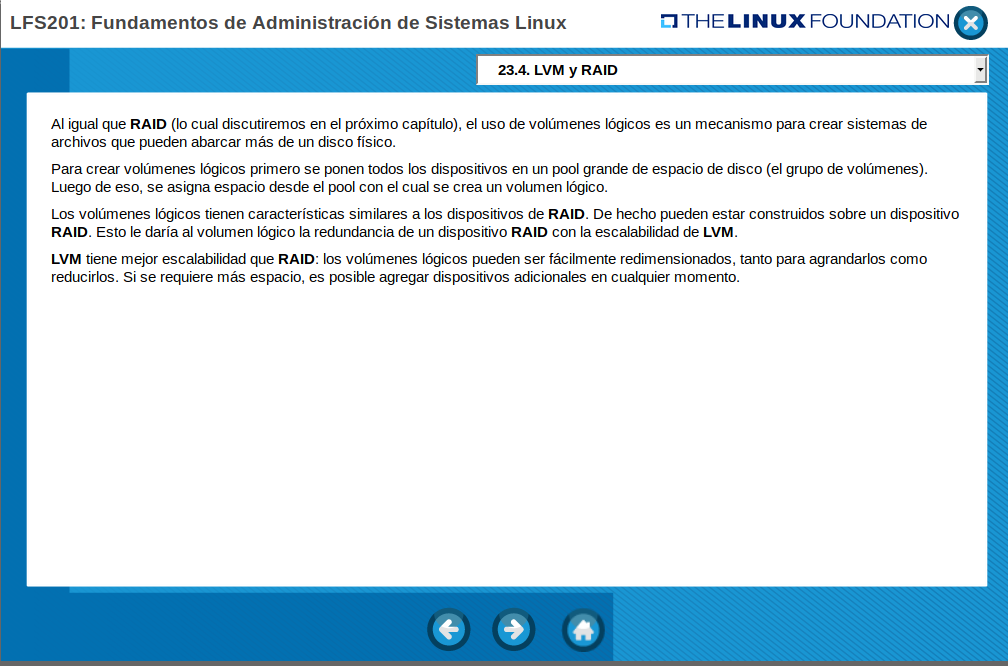 LFS201: Fundamentos de Administración de Sistemas Linux
THE LINUX FOUNDATION
23.4. LVM y RAID
Al igual que RAID (lo cual discutiremos en el próximo capítulo), el uso de volúmenes lógicos es un mecanismo para crear sistemas de
archivos que pueden abarcar más de un disco físico.
Para crear volúmenes lógicos primero se ponen todos los dispositivos en un pool grande de espacio de disco (el grupo de volúmenes).
Luego de eso, se asigna espacio desde el pool con el cual se crea un volumen lógico.
Los volúmenes lógicos tienen características similares a los dispositivos de RAID. De hecho pueden estar construidos sobre un dispositivo
RAID. Esto le daría al volumen lógico la redundancia de un dispositivo RAID con la escalabilidad de LVM.
LVM tiene mejor escalabilidad que RAID: los volúmenes lógicos pueden ser fácilmente redimensionados, tanto para agrandarlos como
reducirlos. Si se requiere más espacio, es posible agregar dispositivos adicionales en cualquier momento.